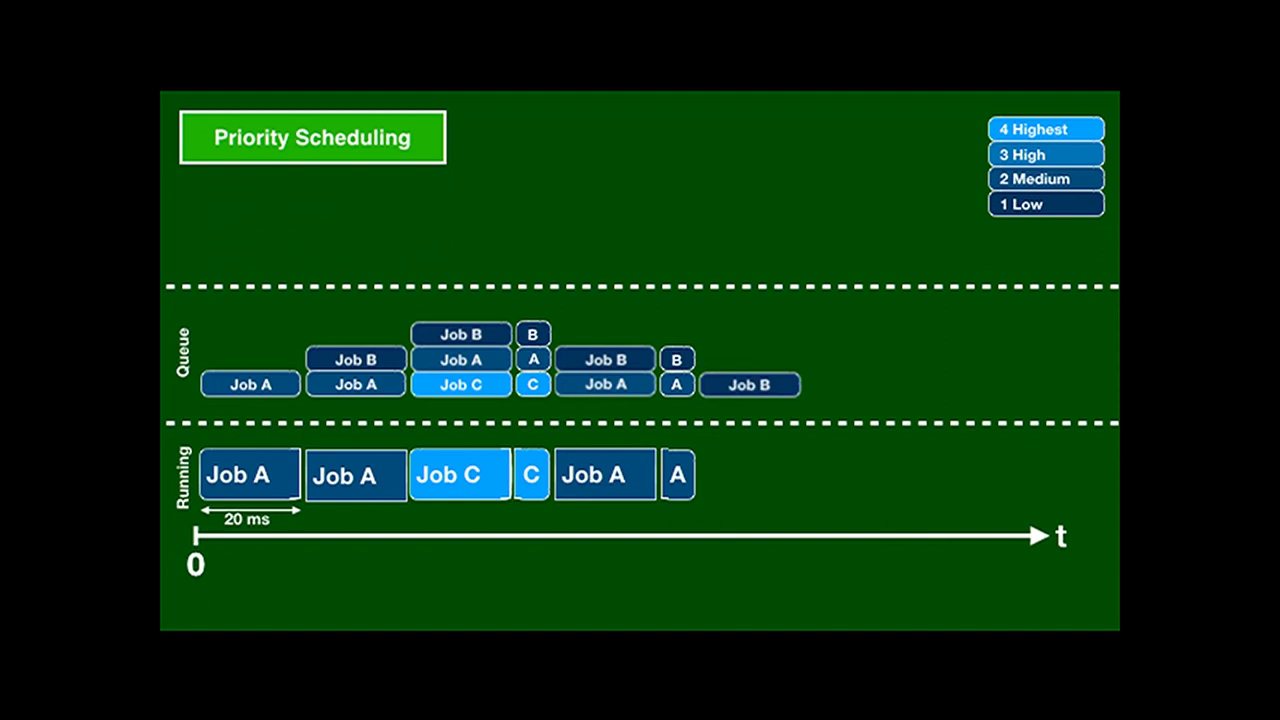 Priority Scheduling
4 Highest
3 High
2 Medium
1 Low
Queue
Job B B
Job B Job A A Job B B
Job A Job A Job C C Job A A Job B
Running
Job A Job A Job C C Job A A
20 ms
t
0